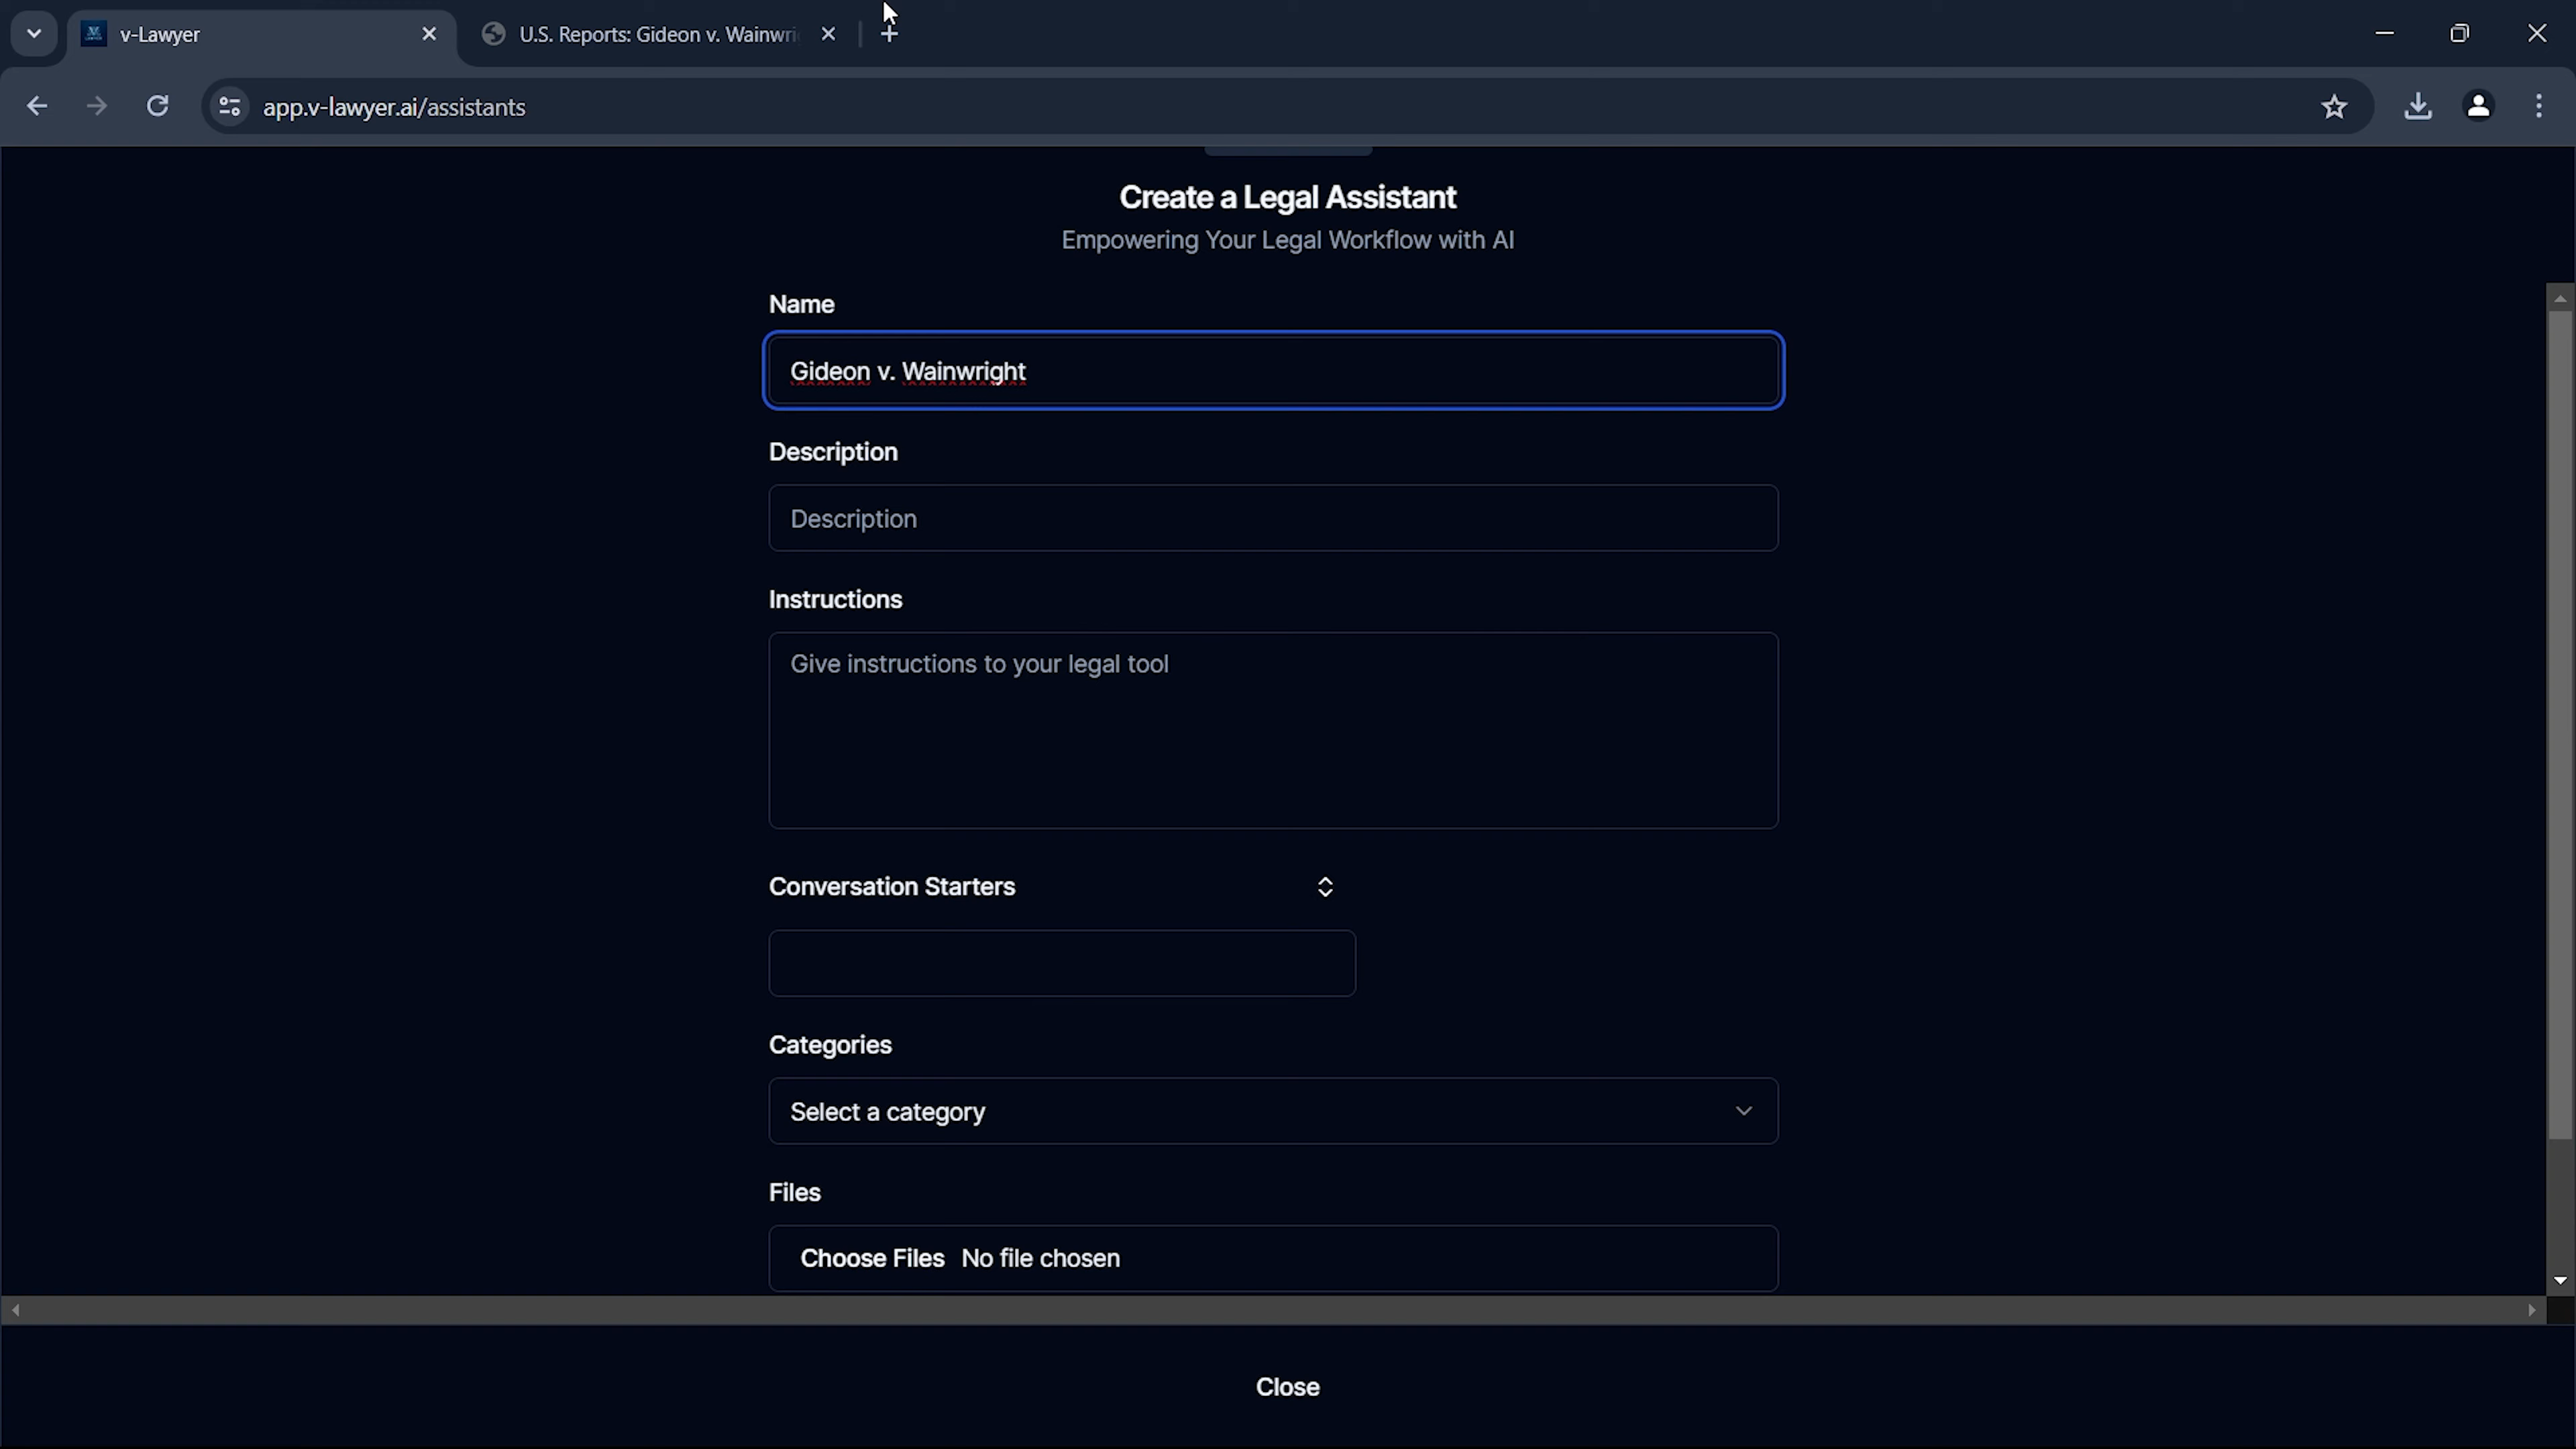 v-Lawyer
U.S. Reports: Gideon v. Wainwri
app.v-lawyer.ai/assistants
Create a Legal Assistant
Empowering Your Legal Workflow with AI
Name
Gideon v. Wainwright
Description
Description
Instructions
Give instructions to your legal tool
Conversation Starters
Categories
Select a category
Files
Choose Files No file chosen
Close